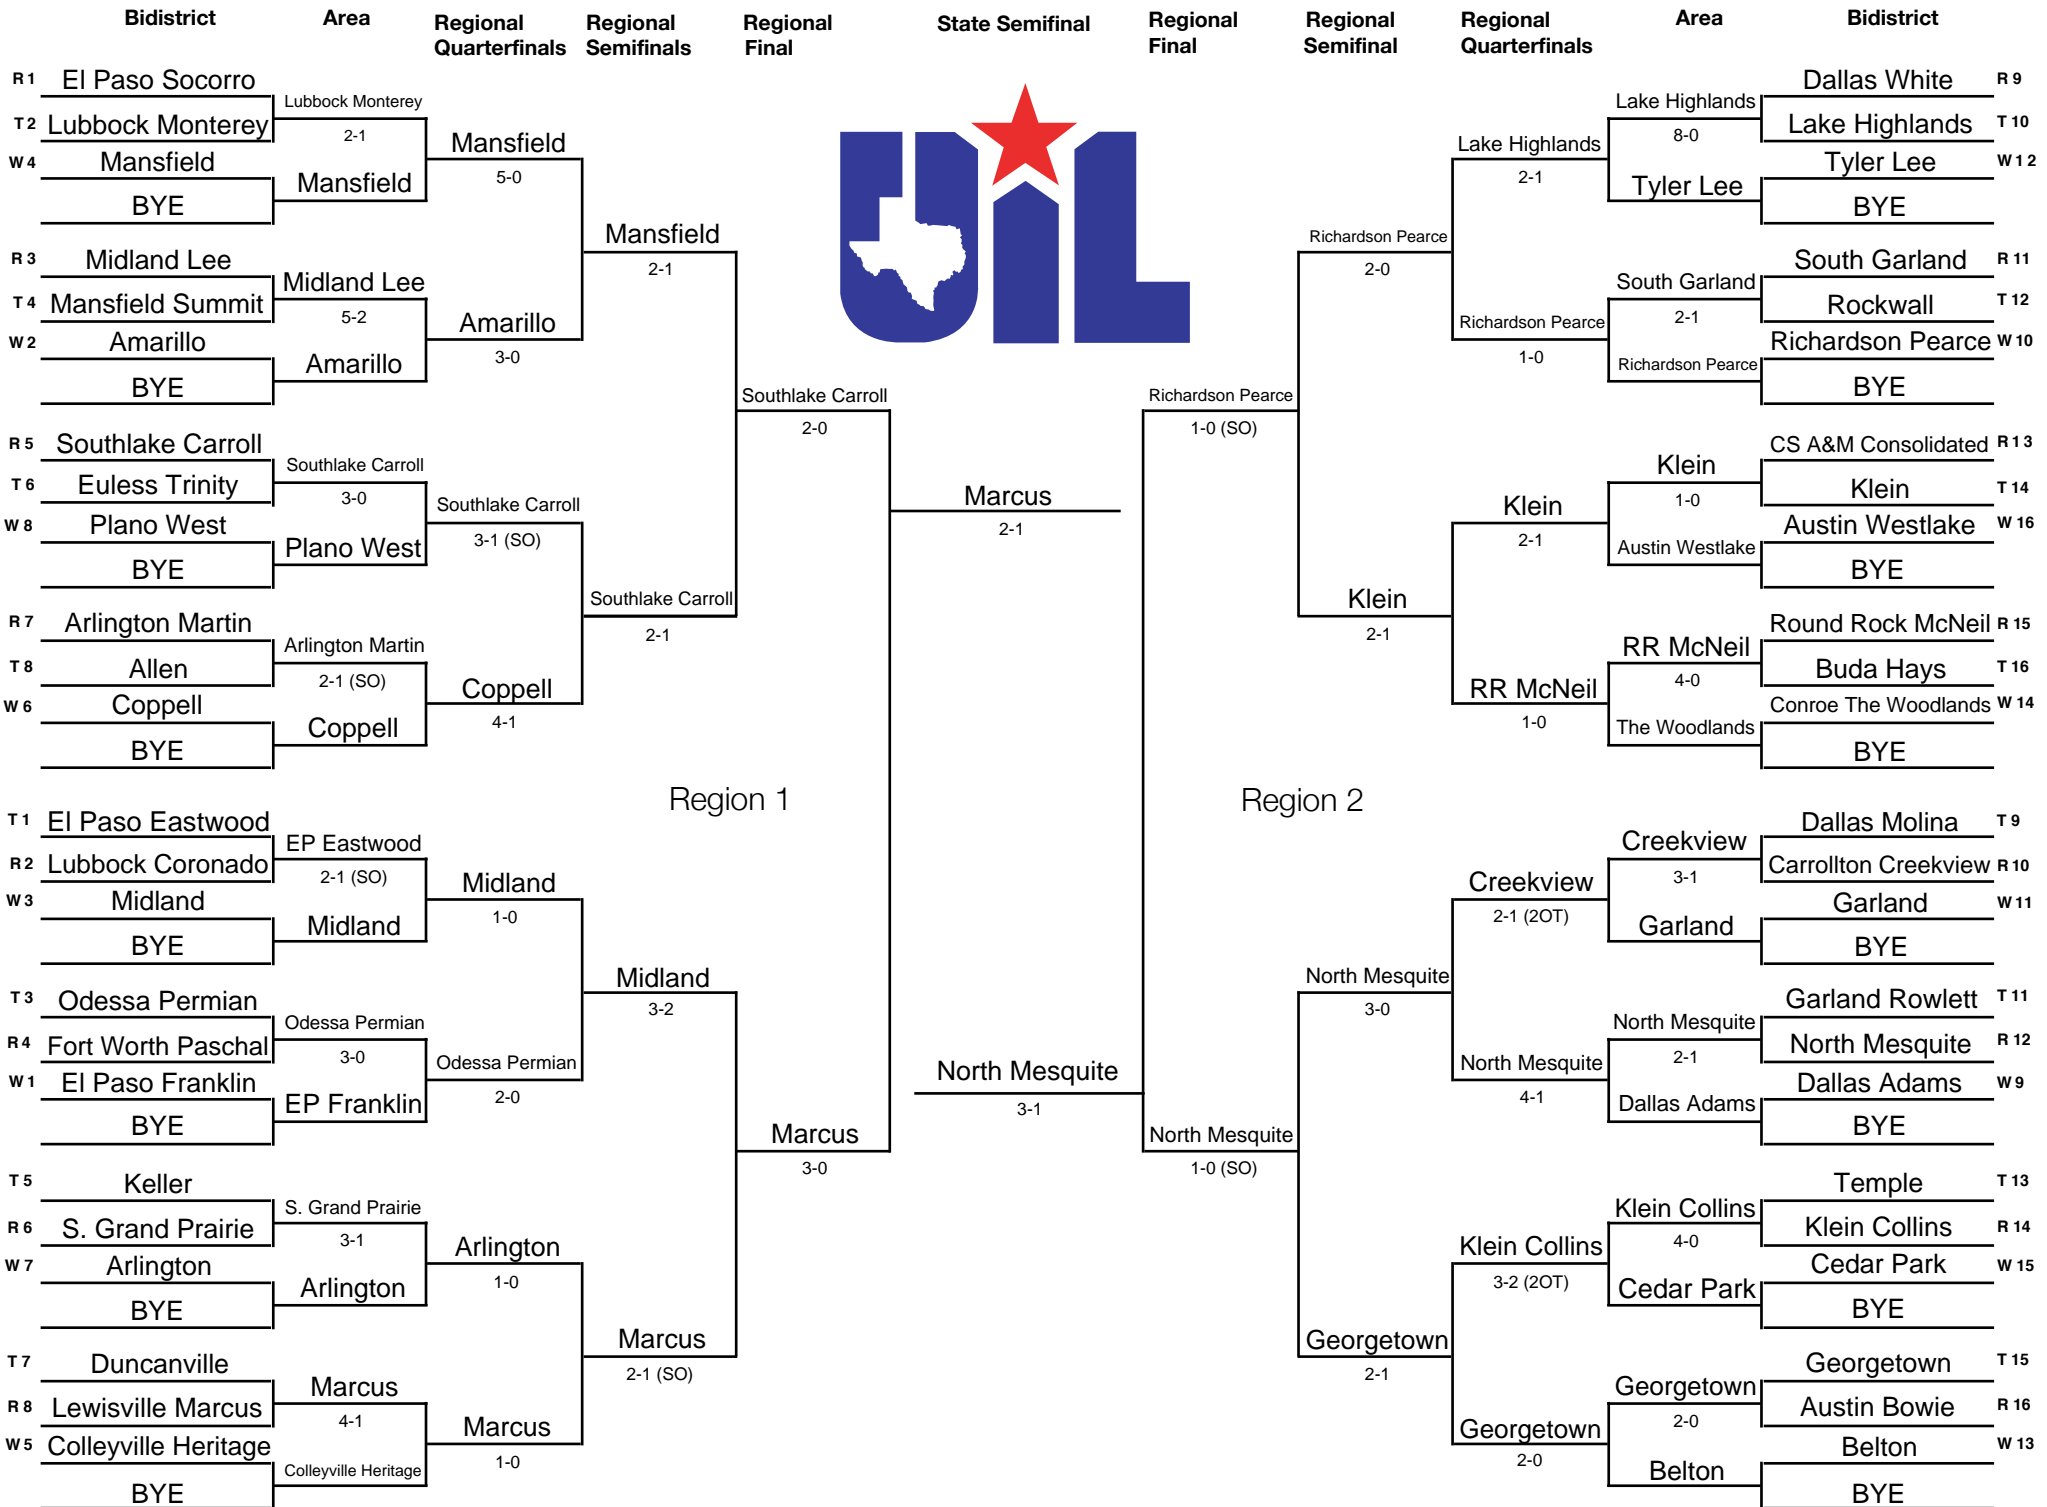 Bidistrict
Area
Regional
Quarterfinals
Regional
Semifinals
Regional
Final
State Semifinal
Regional
Final
Regional
Semifinal
Regional
Quarterfinals
Area
Bidistrict
R 1 El Paso Socorro
Lubbock Monterey
T 2 Lubbock Monterey
2-1
Mansfield
W 4 Mansfield
5-0
Mansfield
BYE
Mansfield
2-1
R 3 Midland Lee
Midland Lee
T 4 Mansfield Summit
5-2
Amarillo
W 2 Amarillo
3-0
Amarillo
BYE
Southlake Carroll
2-0
R 5 Southlake Carroll
Southlake Carroll
T 6 Euless Trinity
3-0
Southlake Carroll
W 8 Plano West
3-1 (SO)
Plano West
BYE
Southlake Carroll
2-1
R 7 Arlington Martin
Arlington Martin
T 8 Allen
2-1 (SO)
Coppell
W 6 Coppell
4-1
Coppell
BYE
Marcus
2-1
Region 1
T 1 El Paso Eastwood
EP Eastwood
R 2 Lubbock Coronado
2-1 (SO)
Midland
W 3 Midland
1-0
Midland
BYE
Midland
3-2
T 3 Odessa Permian
Odessa Permian
R 4 Fort Worth Paschal
3-0
Odessa Permian
W 1 El Paso Franklin
2-0
EP Franklin
BYE
Marcus
3-0
T 5 Keller
S. Grand Prairie
R 6 S. Grand Prairie
3-1
Arlington
W 7 Arlington
1-0
Arlington
BYE
Marcus
2-1 (SO)
T 7 Duncanville
Marcus
R 8 Lewisville Marcus
4-1
Marcus
W 5 Colleyville Heritage
1-0
Colleyville Heritage
BYE
UIL
Dallas White R 9
Lake Highlands
Lake Highlands T 10
8-0
Lake Highlands
Tyler Lee W 1 2
2-1
Tyler Lee
BYE
Richardson Pearce
2-0
South Garland R 11
South Garland
Rockwall T 12
2-1
Richardson Pearce
Richardson Pearce W 10
1-0
Richardson Pearce
BYE
Richardson Pearce
1-0 (SO)
CS A&M Consolidated R 1 3
Klein
Klein T 14
1-0
Klein
Austin Westlake W 16
2-1
Austin Westlake
BYE
Klein
2-1
Round Rock McNeil R 15
RR McNeil
Buda Hays T 16
4-0
RR McNeil
Conroe The Woodlands W 14
1-0
The Woodlands
BYE
Region 2
Dallas Molina T 9
Creekview
Carrollton Creekview R 10
3-1
Creekview
Garland W 11
2-1 (2OT)
Garland
BYE
North Mesquite
3-0
Garland Rowlett T 11
North Mesquite
North Mesquite R 12
2-1
North Mesquite
Dallas Adams W 9
4-1
Dallas Adams
BYE
North Mesquite
3-1
North Mesquite
1-0 (SO)
Temple T 13
Klein Collins
Klein Collins R 14
4-0
Klein Collins
Cedar Park W 15
3-2 (2OT)
Cedar Park
BYE
Georgetown
2-1
Georgetown T 15
Georgetown
Austin Bowie R 16
2-0
Georgetown
Belton W 13
2-0
Belton
BYE